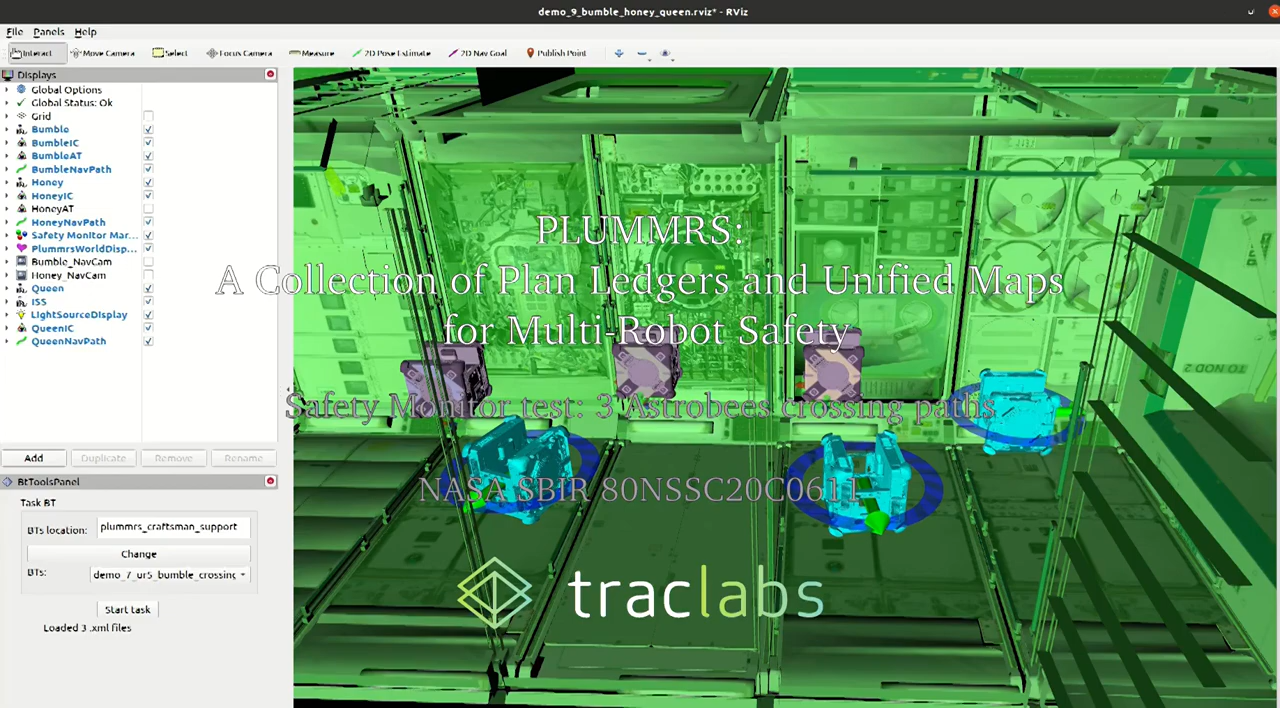 demo_9_bumble_honey_queen.rviz* - RViz
File Panels Help
Interact Move Camera Select Focus Camera Measure 2D Pose Estimate 2D Nav Goal Publish Point
Displays
Global Options
Global Status: Ok
Grid
Bumble
BumbleIC
BumbleAT
BumbleNavPath
Honey
HoneyIC
HoneyAT
HoneyNavPath
Safety Monitor Mar...
PlummrsWorldDisp...
Bumble_NavCam
Honey_NavCam
Queen
ISS
LightSourceDisplay
QueenIC
QueenNavPath
Add Duplicate Remove Rename
BtToolsPanel
Task BT
BTs location: plummrs_craftsman_support
Change
BTs: demo_7_ur5_bumble_crossing
Start task
Loaded 3 .xml files
PLUMMRS:
A Collection of Plan Ledgers and Unified Maps
for Multi-Robot Safety
Safety Monitor test: 3 Astrobees crossing paths
NASA SBIR 80NSSC20C0611
traclabs
TO NOD 2